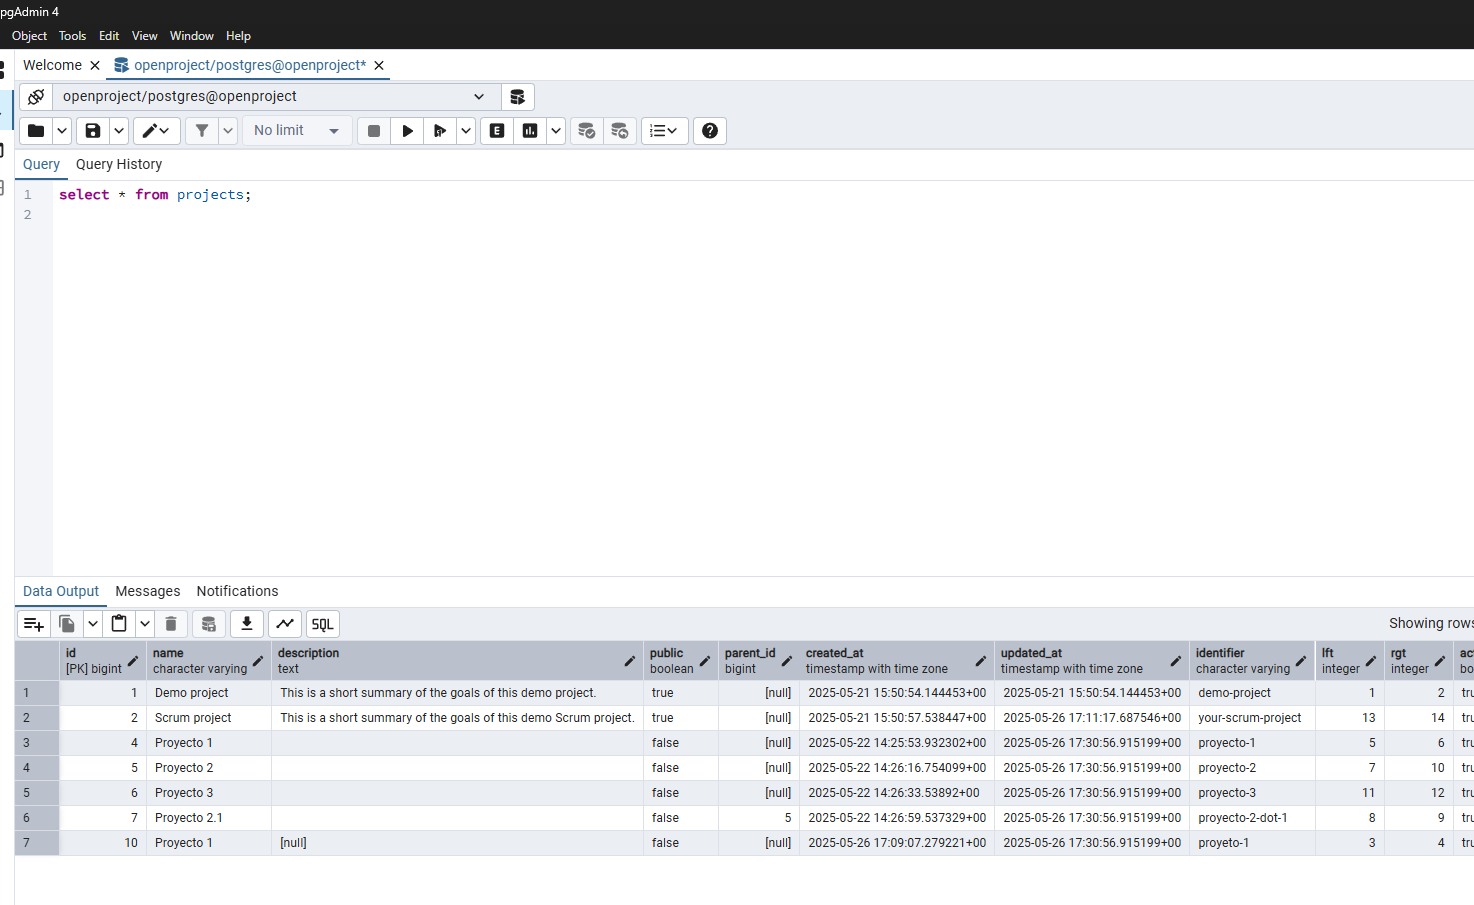 pgAdmin 4
Object Tools Edit View Window Help
Welcome openproject/postgres@openproject*
openproject/postgres@openproject
No limit E
Query Query History
1 select * from projects;
2
Data Output Messages Notifications
SQL Showing rows
id name description public parent_id created_at updated_at identifier lft rgt
[PK] bigint character varying text boolean bigint timestamp with time zone timestamp with time zone character varying integer integer
1 1 Demo project This is a short summary of the goals of this demo project. true [null] 2025-05-21 15:50:54.144453+00 2025-05-21 15:50:54.144453+00 demo-project 1 2
2 2 Scrum project This is a short summary of the goals of this demo Scrum project. true [null] 2025-05-21 15:50:57.538447+00 2025-05-26 17:11:17.687546+00 your-scrum-project 13 14
3 4 Proyecto 1 false [null] 2025-05-22 14:25:53.932302+00 2025-05-26 17:30:56.915199+00 proyecto-1 5 6
4 5 Proyecto 2 false [null] 2025-05-22 14:26:16.754099+00 2025-05-26 17:30:56.915199+00 proyecto-2 7 10
5 6 Proyecto 3 false [null] 2025-05-22 14:26:33.53892+00 2025-05-26 17:30:56.915199+00 proyecto-3 11 12
6 7 Proyecto 2.1 false 5 2025-05-22 14:26:59.537329+00 2025-05-26 17:30:56.915199+00 proyecto-2-dot-1 8 9
7 10 Proyecto 1 [null] false [null] 2025-05-26 17:09:07.279221+00 2025-05-26 17:30:56.915199+00 proyeto-1 3 4